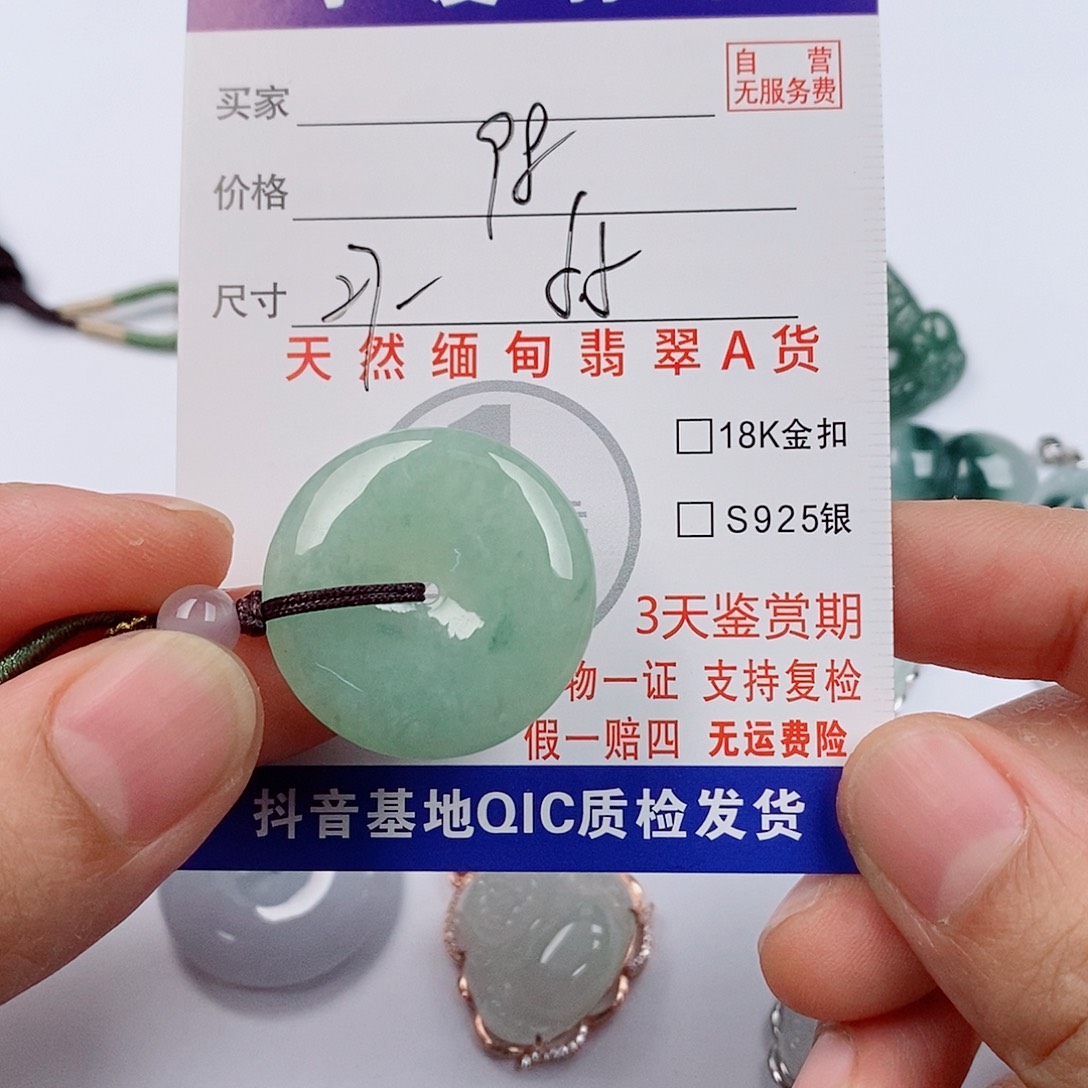 自营
无服务费
买家
价格
98
尺寸
天然缅甸翡翠A货
18K金扣
S925银
3天鉴赏期
物一证 支持复检
假一赔四 无运费险
抖音基地QIC质检发货